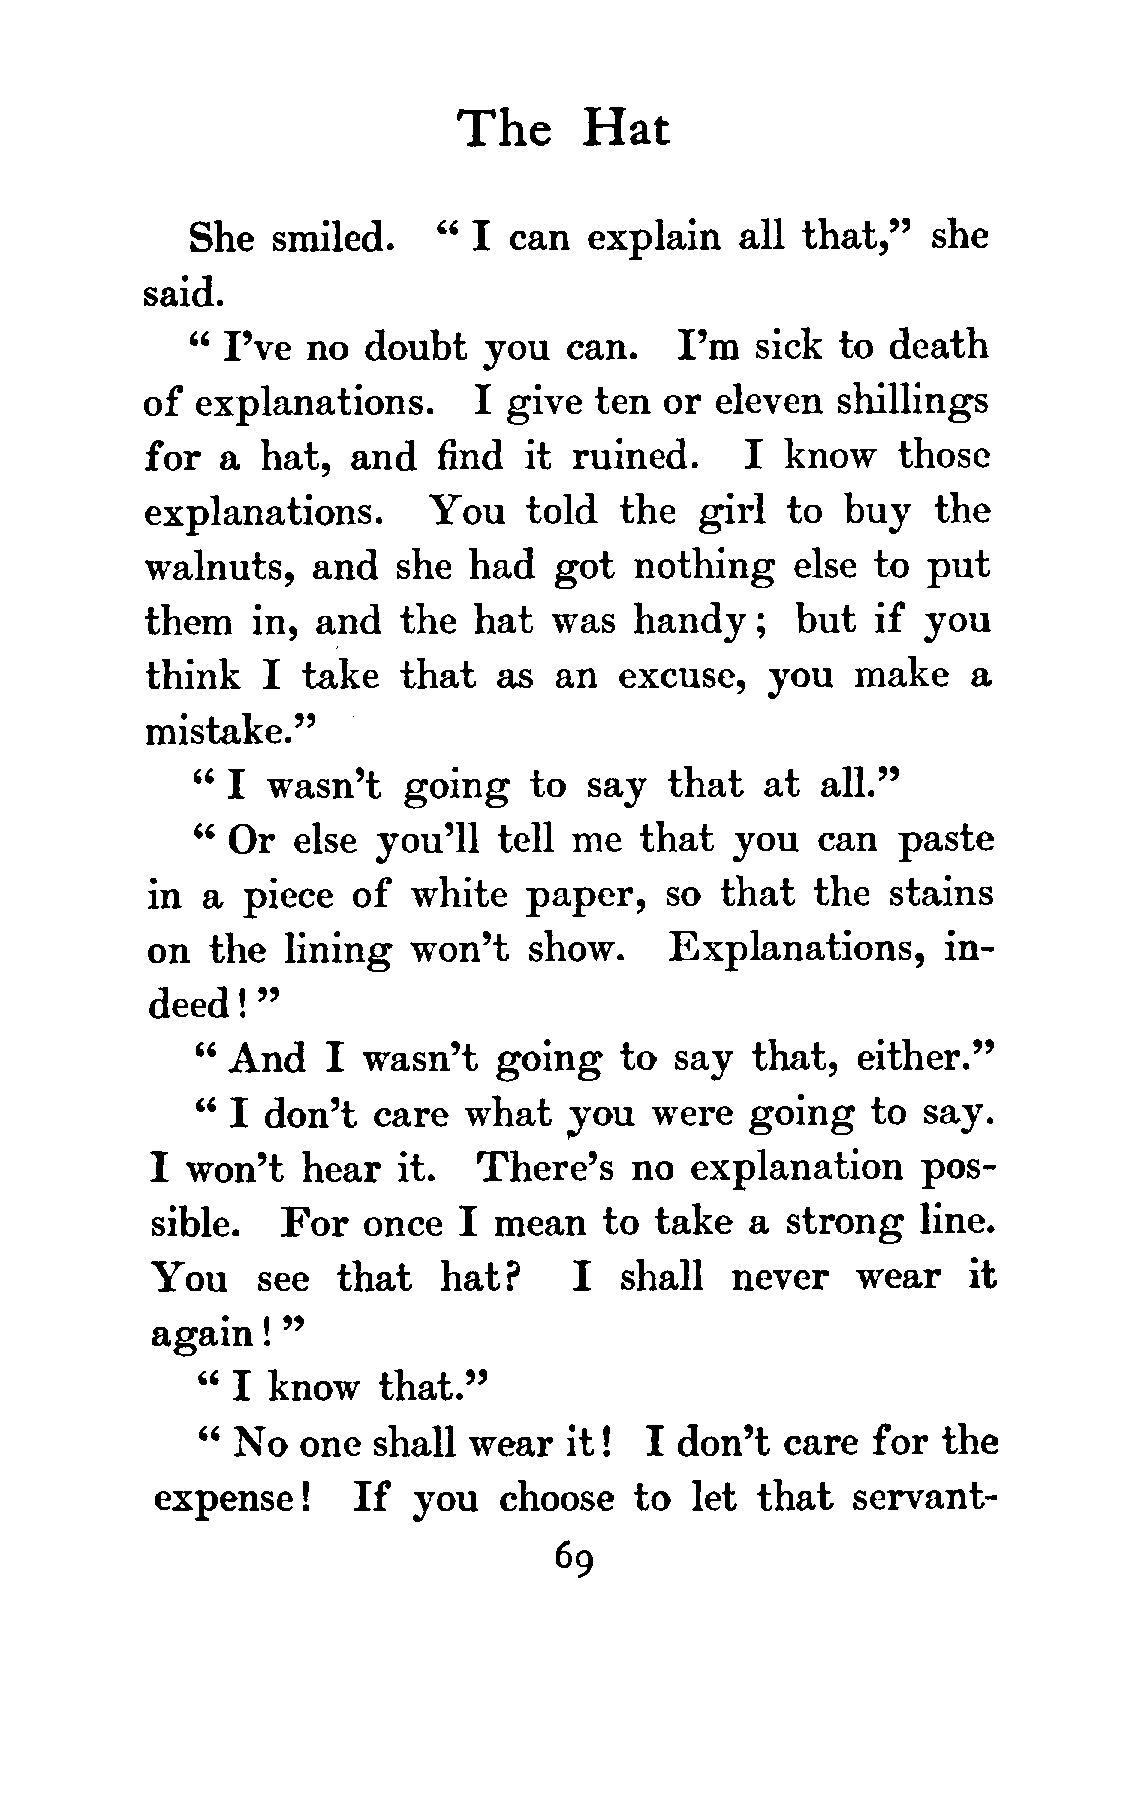 The Hat
She smiled. “ I can explain all that,” she
said.
“ I’ve no doubt you can. I’m sick to death
of explanations. I give ten or eleven shillings
for a hat, and find it ruined. I know those
explanations. You told the girl to buy the
walnuts, and she had got nothing else to put
them in, and the hat was handy ; but if you
think I take that as an excuse, you make a
mistake.”
“ I wasn’t going to say that at all.”
“ Or else you’ll tell me that you can paste
in a piece of white paper, so that the stains
on the lining won’t show. Explanations, in-
deed ! ”
“ And I wasn’t going to say that, either.”
“ I don’t care what you were going to say.
I won’t hear it. There’s no explanation pos-
sible. For once I mean to take a strong line.
You see that hat? I shall never wear it
again ! ”
“ I know that.”
“ No one shall wear it ! I don’t care for the
expense ! If you choose to let that servant-
69